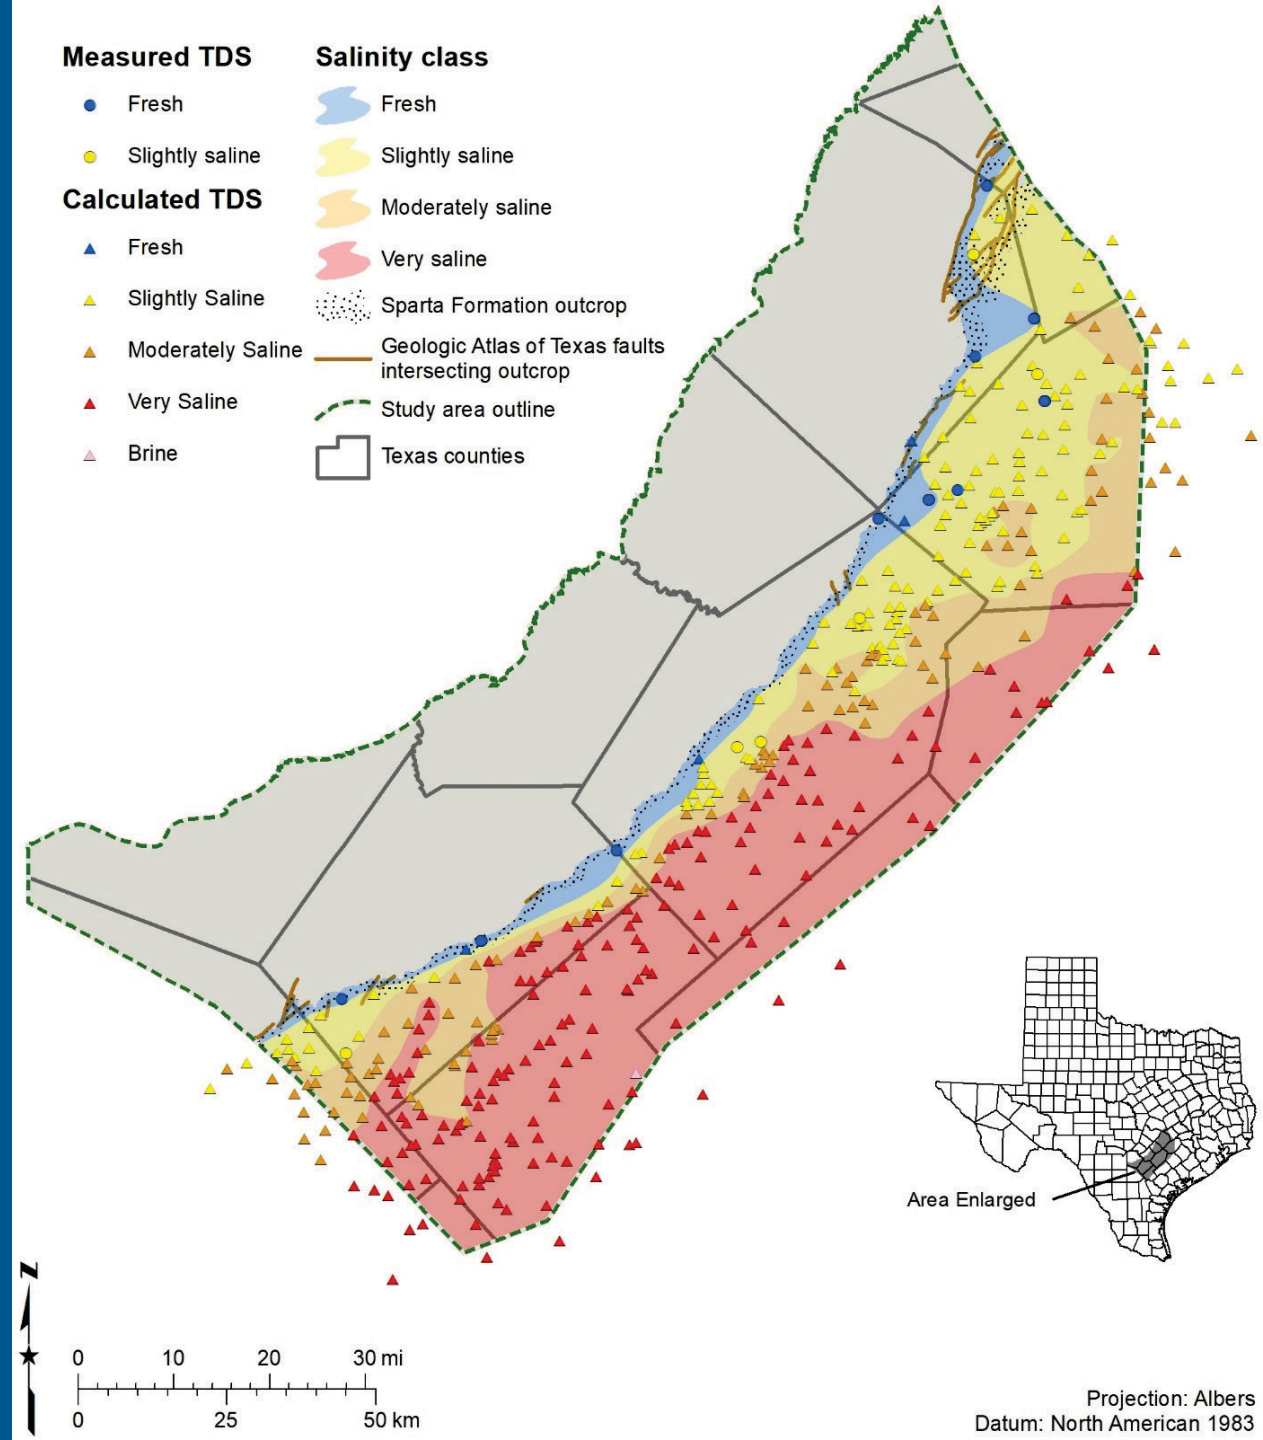 Measured TDS
Fresh
Slightly saline
Calculated TDS
Fresh
Slightly Saline
Moderately Saline
Very Saline
Brine
Salinity class
Fresh
Slightly saline
Moderately saline
Very saline
Sparta Formation outcrop
Geologic Atlas of Texas faults
intersecting outcrop
Study area outline
Texas counties
Area Enlarged
N
0 10 20 30 mi
0 25 50 km
Projection: Albers
Datum: North American 1983